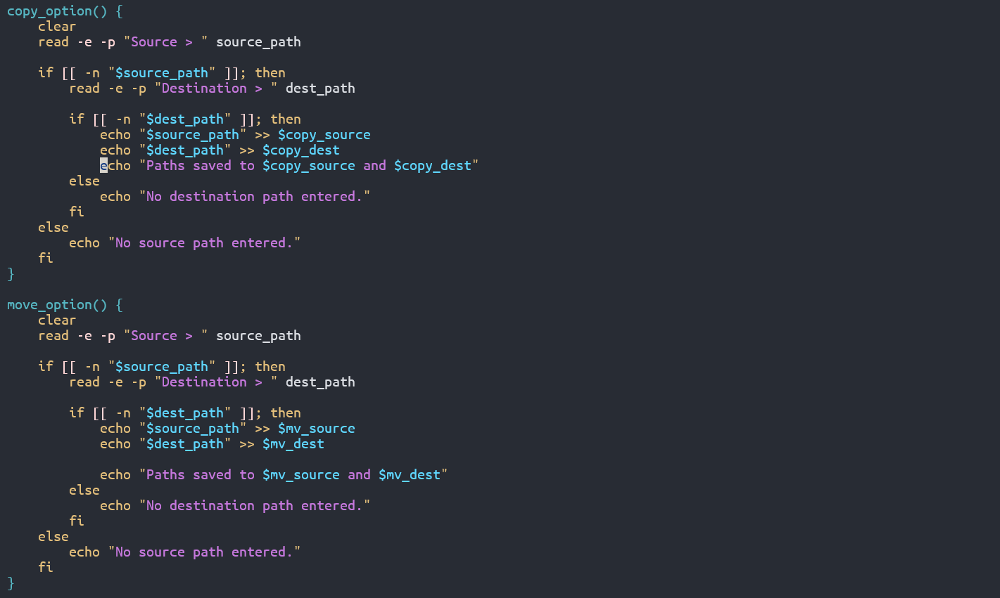 copy_option() {
    clear
    read -e -p "Source > " source_path

    if [[ -n "$source_path" ]]; then
        read -e -p "Destination > " dest_path

        if [[ -n "$dest_path" ]]; then
            echo "$source_path" >> $copy_source
            echo "$dest_path" >> $copy_dest
            echo "Paths saved to $copy_source and $copy_dest"
        else
            echo "No destination path entered."
        fi
    else
        echo "No source path entered."
    fi
}

move_option() {
    clear
    read -e -p "Source > " source_path

    if [[ -n "$source_path" ]]; then
        read -e -p "Destination > " dest_path

        if [[ -n "$dest_path" ]]; then
            echo "$source_path" >> $mv_source
            echo "$dest_path" >> $mv_dest

            echo "Paths saved to $mv_source and $mv_dest"
        else
            echo "No destination path entered."
        fi
    else
        echo "No source path entered."
    fi
}